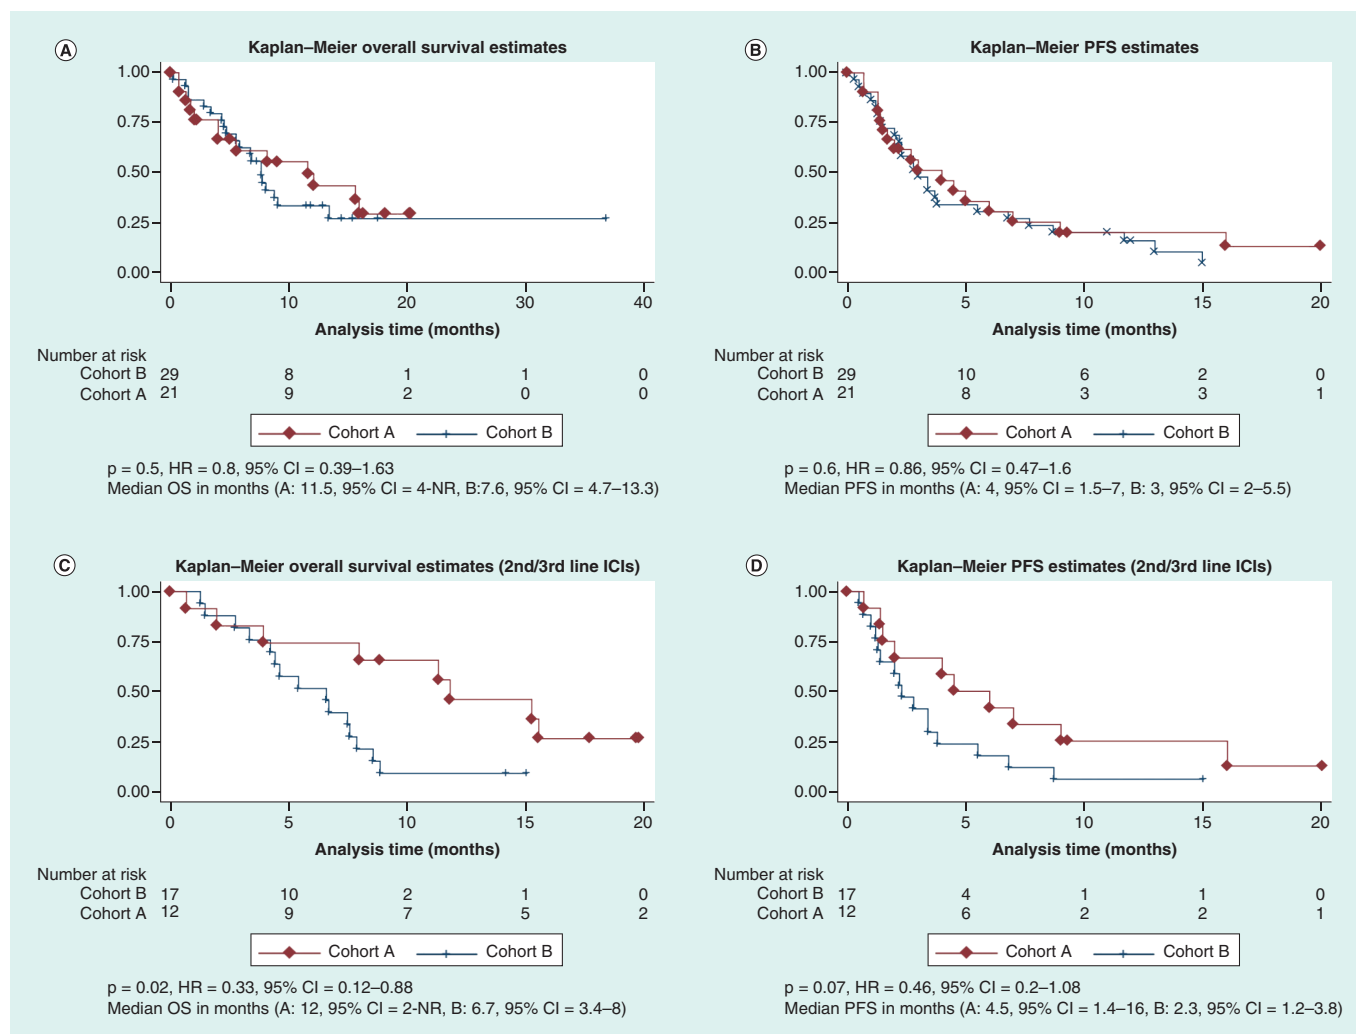 A
Kaplan–Meier overall survival estimates
1.00
0.75
0.50
0.25
0.00
0 10 20 30 40
Analysis time (months)
Number at risk
Cohort B 29 8 1 1 0
Cohort A 21 9 2 0 0
Cohort A Cohort B
p = 0.5, HR = 0.8, 95% CI = 0.39–1.63
Median OS in months (A: 11.5, 95% CI = 4-NR, B:7.6, 95% CI = 4.7–13.3)
B
Kaplan–Meier PFS estimates
1.00
0.75
0.50
0.25
0.00
0 5 10 15 20
Analysis time (months)
Number at risk
Cohort B 29 10 6 2 0
Cohort A 21 8 3 3 1
Cohort A Cohort B
p = 0.6, HR = 0.86, 95% CI = 0.47–1.6
Median PFS in months (A: 4, 95% CI = 1.5–7, B: 3, 95% CI = 2–5.5)
C
Kaplan–Meier overall survival estimates (2nd/3rd line ICIs)
1.00
0.75
0.50
0.25
0.00
0 5 10 15 20
Analysis time (months)
Number at risk
Cohort B 17 10 2 1 0
Cohort A 12 9 7 5 2
Cohort A Cohort B
p = 0.02, HR = 0.33, 95% CI = 0.12–0.88
Median OS in months (A: 12, 95% CI = 2-NR, B: 6.7, 95% CI = 3.4–8)
D
Kaplan–Meier PFS estimates (2nd/3rd line ICIs)
1.00
0.75
0.50
0.25
0.00
0 5 10 15 20
Analysis time (months)
Number at risk
Cohort B 17 4 1 1 0
Cohort A 12 6 2 2 1
Cohort A Cohort B
p = 0.07, HR = 0.46, 95% CI = 0.2–1.08
Median PFS in months (A: 4.5, 95% CI = 1.4–16, B: 2.3, 95% CI = 1.2–3.8)